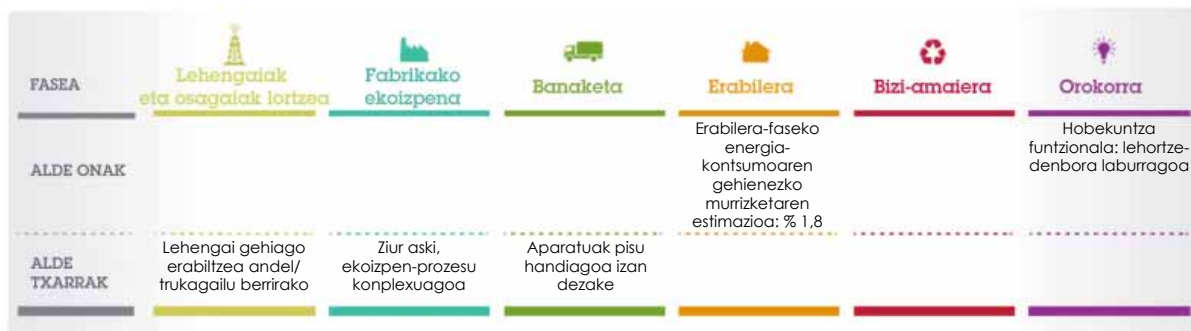 FASEA
Lehengaiak
eta osagaiak lortzea
Fabrikako
ekoizpena
Banaketa
Erabilera
Bizi-amaiera
Orokorra
ALDE ONAK
Erabilera-faseko
energia-
kontsumoaren
gehienezko
murrizketaren
estimazioa: % 1,8
Hobekuntza
funtzionala: lehortze-
denbora laburragoa
ALDE
TXARRAK
Lehengai gehiago
erabiltzea andel/
trukagailu berrirako
Ziur aski,
ekoizpen-prozesu
konplexuagoa
Aparatuak pisu
handiagoa izan
dezake